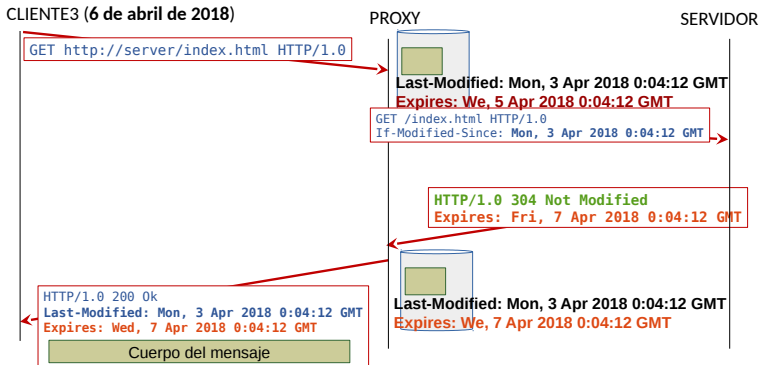 CLIENTE3 (6 de abril de 2018)
PROXY
SERVIDOR
GET http://server/index.html HTTP/1.0
Last-Modified: Mon, 3 Apr 2018 0:04:12 GMT
Expires: We, 5 Apr 2018 0:04:12 GMT
GET /index.html HTTP/1.0
If-Modified-Since: Mon, 3 Apr 2018 0:04:12 GMT
HTTP/1.0 304 Not Modified
Expires: Fri, 7 Apr 2018 0:04:12 GMT
HTTP/1.0 200 Ok
Last-Modified: Mon, 3 Apr 2018 0:04:12 GMT
Expires: Wed, 7 Apr 2018 0:04:12 GMT
Cuerpo del mensaje
Last-Modified: Mon, 3 Apr 2018 0:04:12 GMT
Expires: We, 7 Apr 2018 0:04:12 GMT